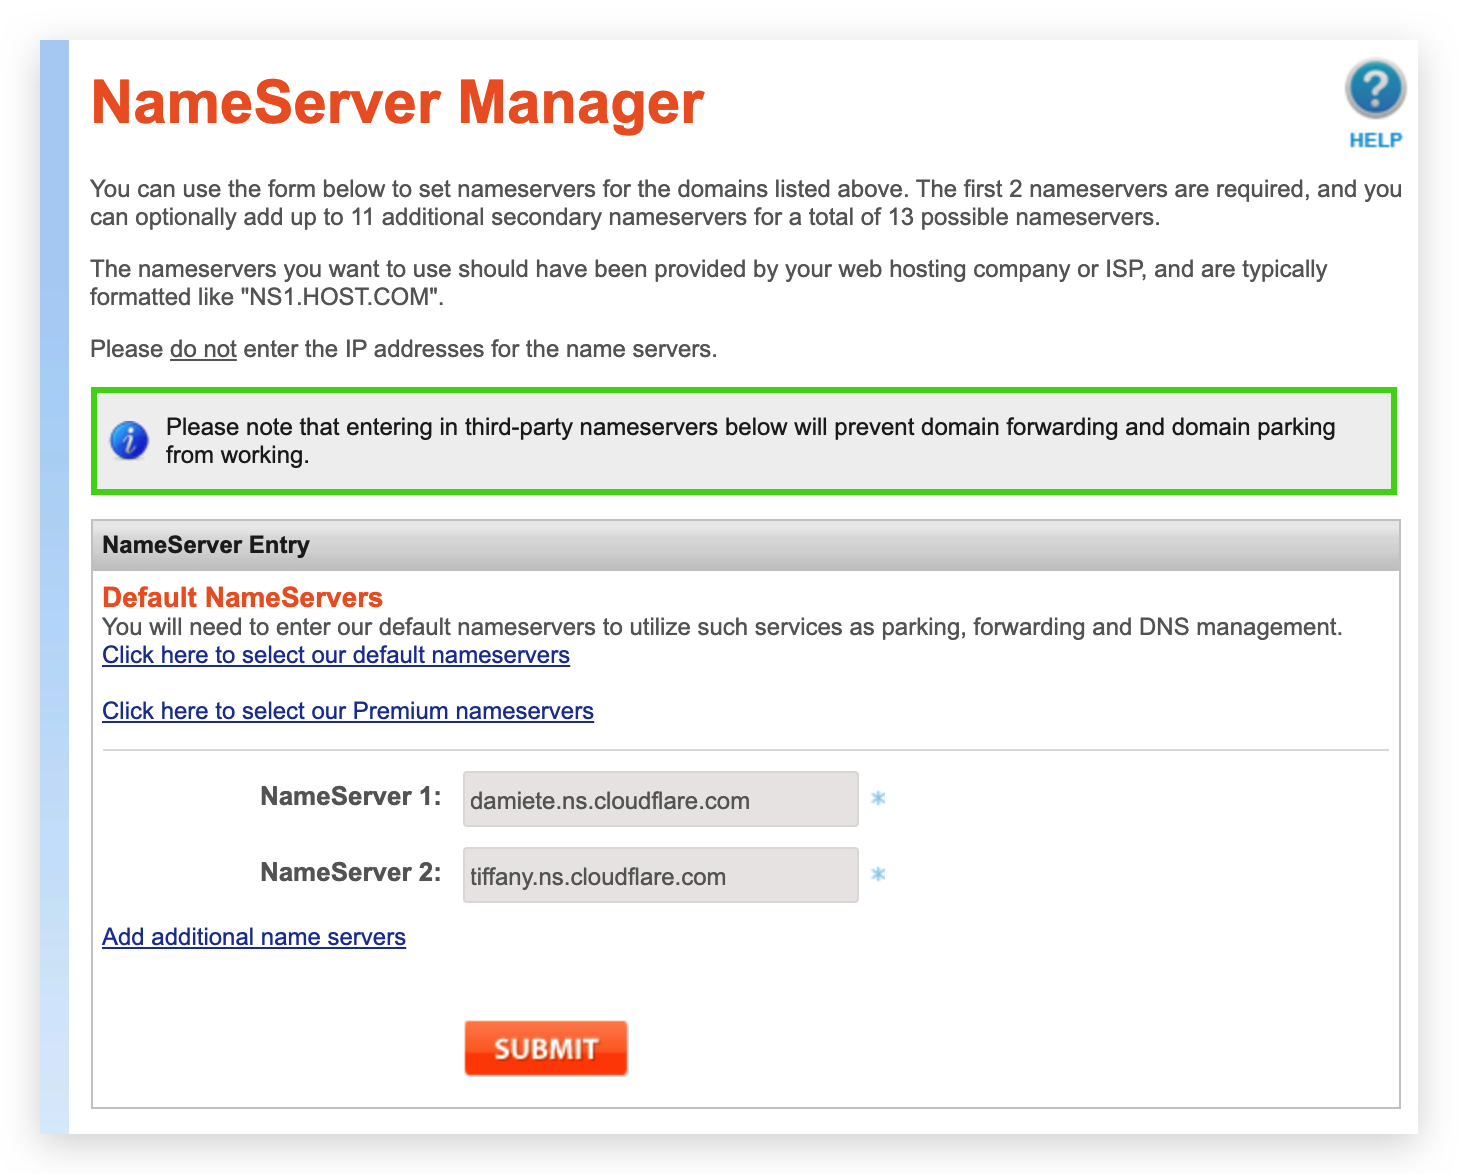 NameServer Manager
?
HELP
You can use the form below to set nameservers for the domains listed above. The first 2 nameservers are required, and you
can optionally add up to 11 additional secondary nameservers for a total of 13 possible nameservers.
The nameservers you want to use should have been provided by your web hosting company or ISP, and are typically
formatted like "NS1.HOST.COM".
Please do not enter the IP addresses for the name servers.
i
Please note that entering in third-party nameservers below will prevent domain forwarding and domain parking
from working.
NameServer Entry
Default NameServers
You will need to enter our default nameservers to utilize such services as parking, forwarding and DNS management.
Click here to select our default nameservers
Click here to select our Premium nameservers
NameServer 1: damiete.ns.cloudflare.com *
NameServer 2: tiffany.ns.cloudflare.com *
Add additional name servers
SUBMIT